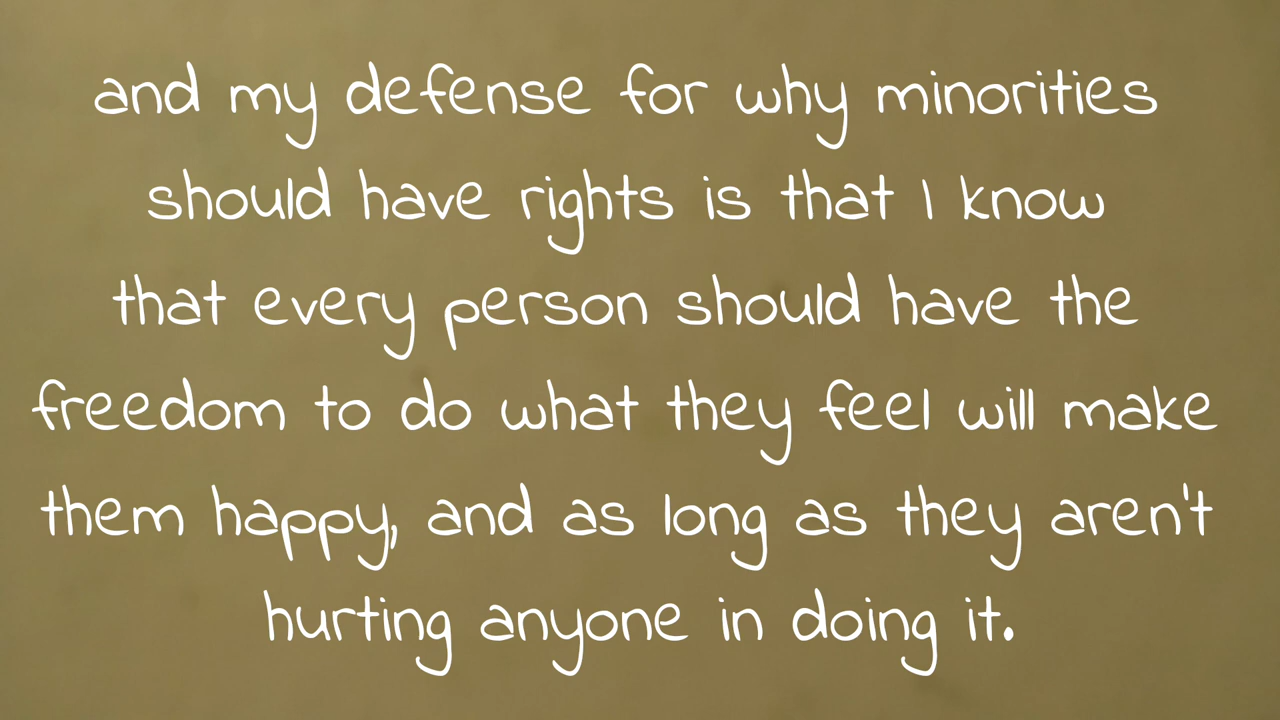 and my defense for why minorities
should have rights is that I know
that every person should have the
freedom to do what they feel will make
them happy, and as long as they aren't
hurting anyone in doing it.